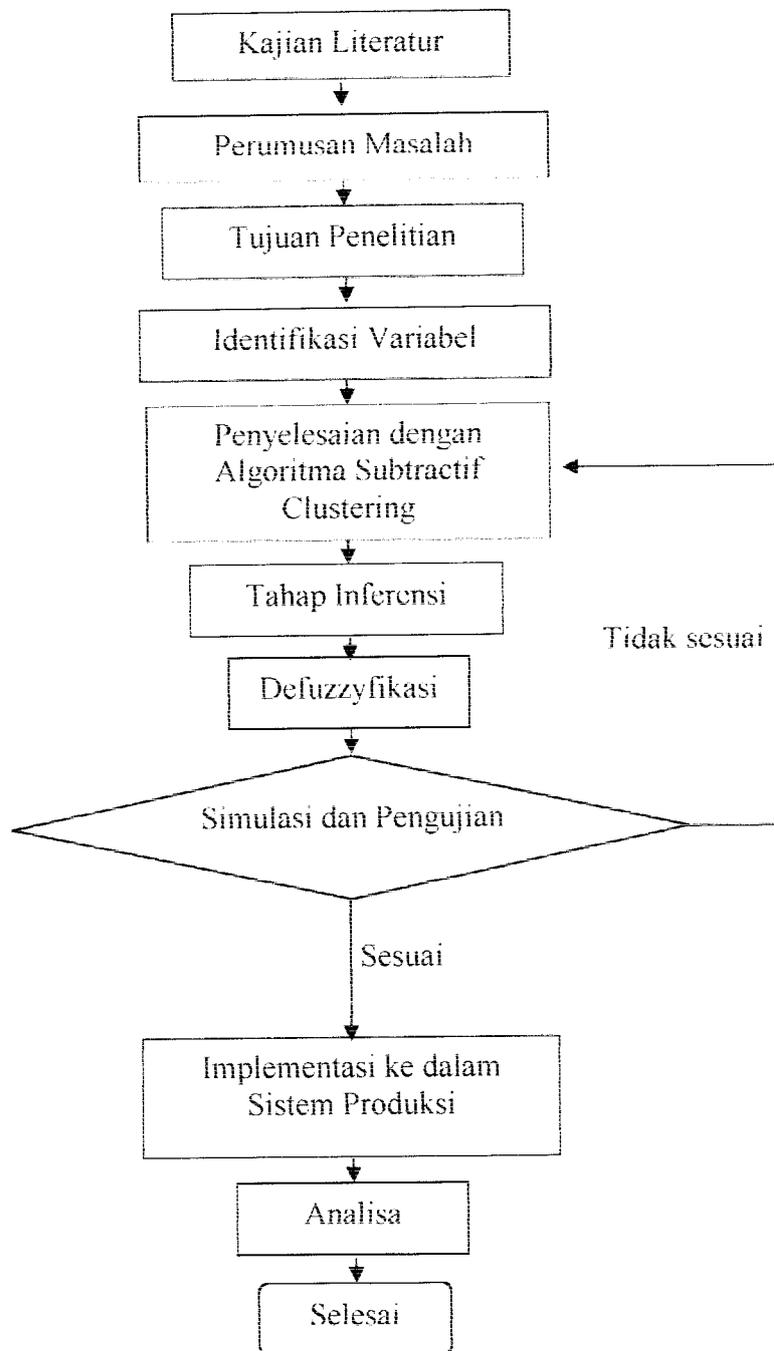 Kajian Literatur
Perumusan Masalah
Tujuan Penelitian
Identifikasi Variabel
Penyelesaian dengan
Algoritma Subtractif
Clustering
Tahap Inferensi
Tidak sesuai
Defuzzyfikasi
Simulasi dan Pengujian
Sesuai
Implementasi ke dalam
Sistem Produksi
Analisa
Selesai